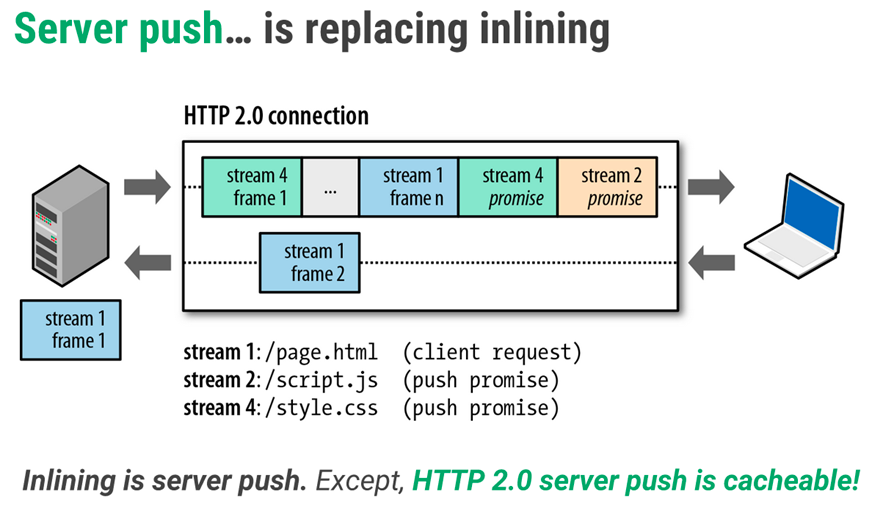 Server push... is replacing inlining
HTTP 2.0 connection
stream 4
frame 1
...
stream 1
frame n
stream 4
promise
stream 2
promise
stream 1
frame 2
stream 1
frame 1
stream 1: /page.html (client request)
stream 2: /script.js (push promise)
stream 4: /style.css (push promise)
Inlining is server push. Except, HTTP 2.0 server push is cacheable!